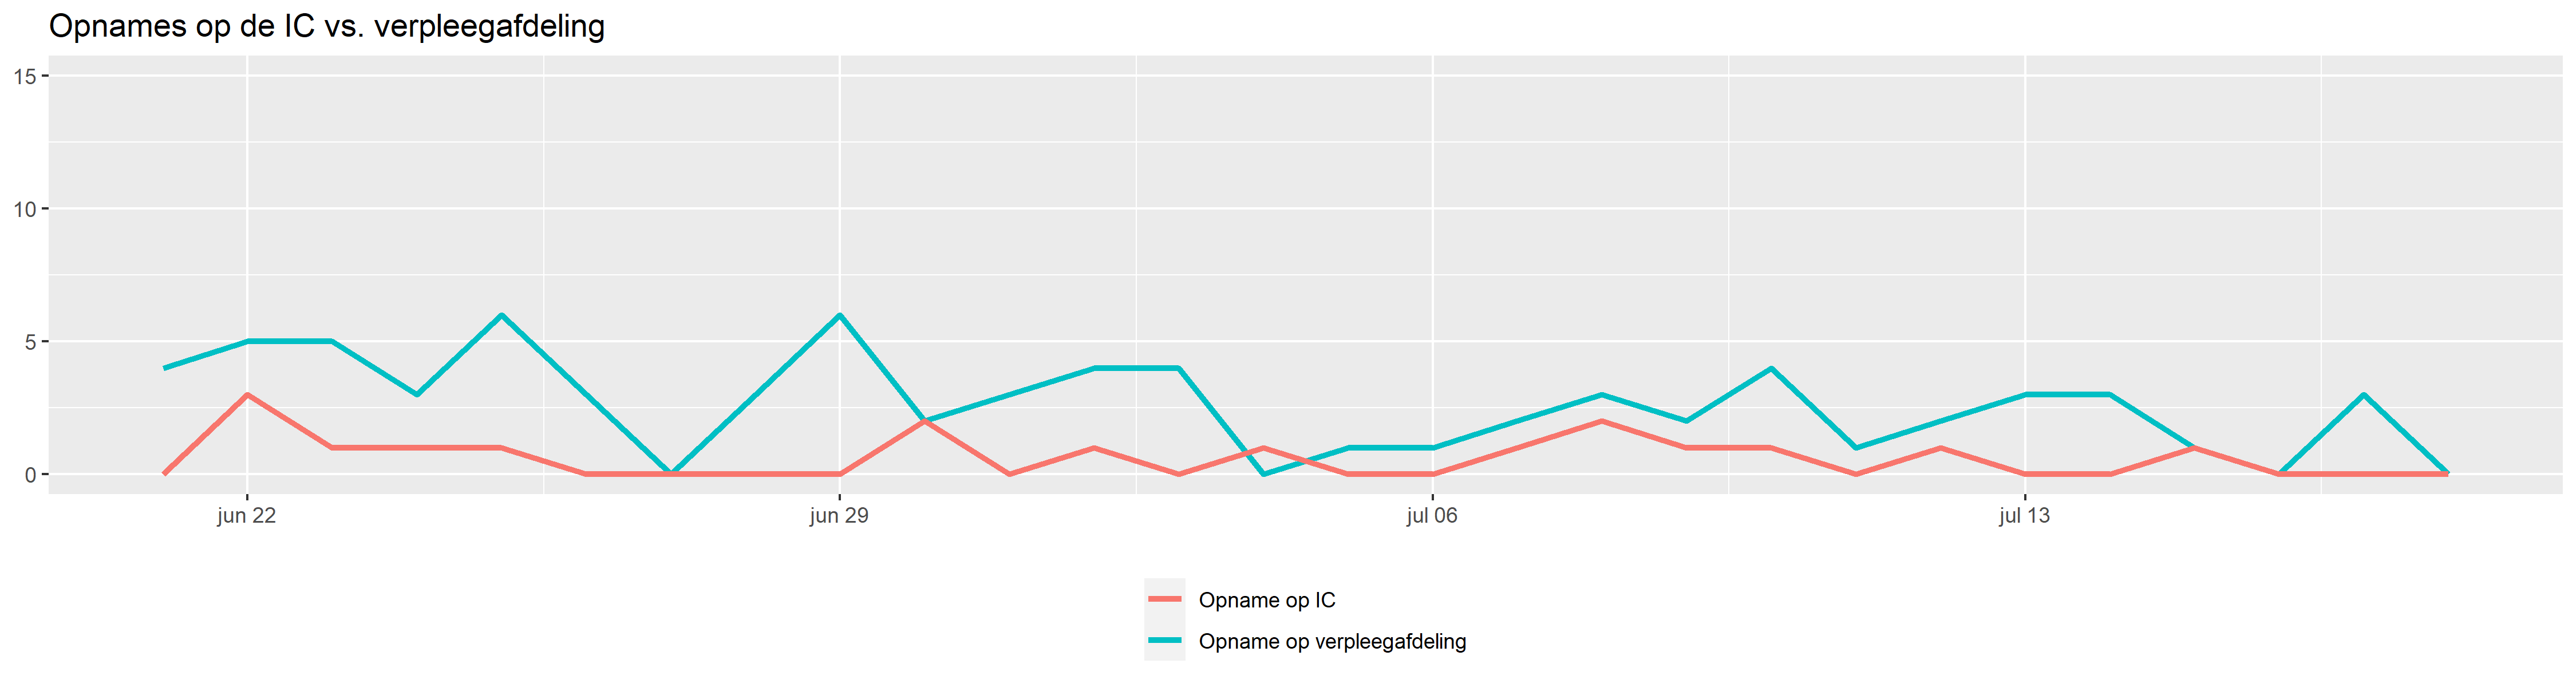 Opnames op de IC vs. verpleegafdeling
15
10
5
0
jun 22
jun 29
jul 06
jul 13
Opname op IC
Opname op verpleegafdeling